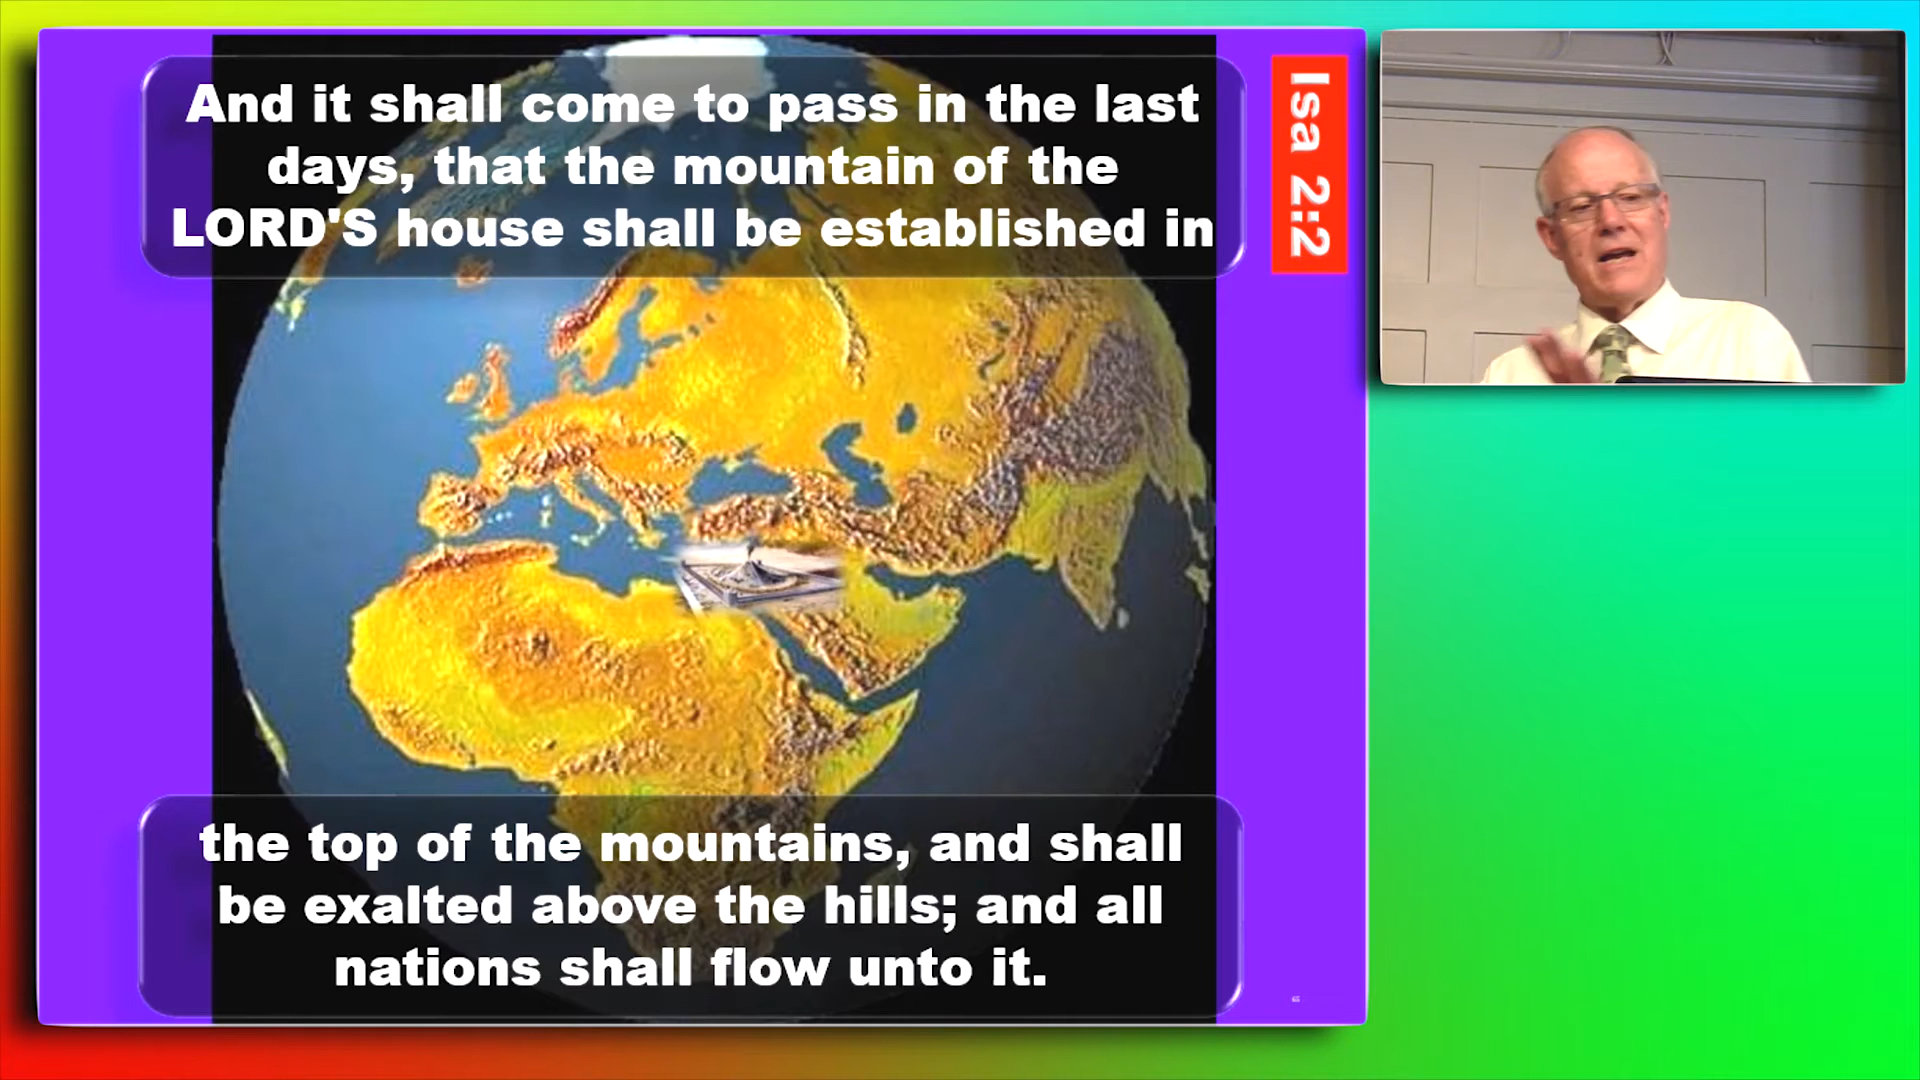 And it shall come to pass in the last
days, that the mountain of the
LORD'S house shall be established in
Isa 2:2
the top of the mountains, and shall
be exalted above the hills; and all
nations shall flow unto it.